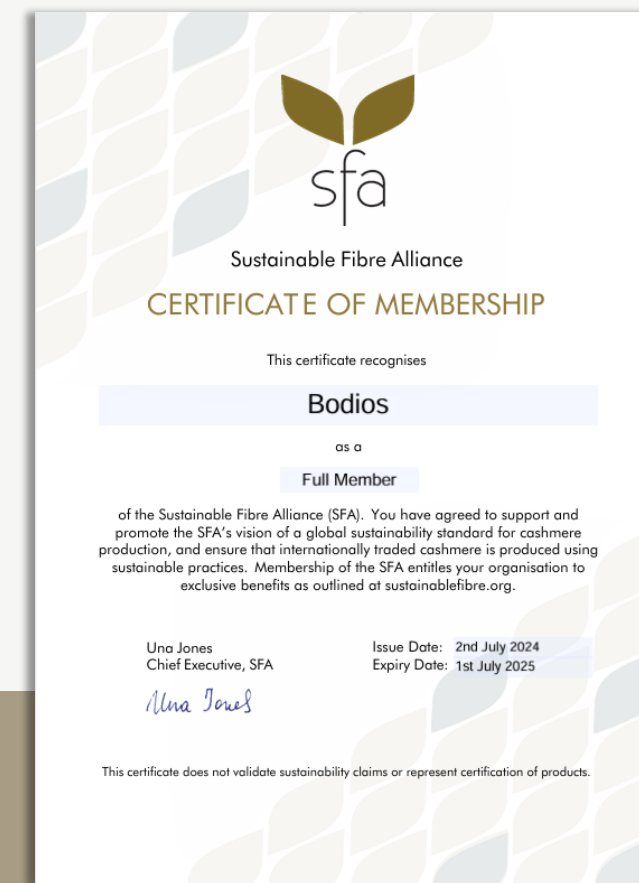 sfa
Sustainable Fibre Alliance
CERTIFICATE OF MEMBERSHIP
This certificate recognises
Bodios
as a
Full Member
of the Sustainable Fibre Alliance (SFA). You have agreed to support and
promote the SFA's vision of a global sustainability standard for cashmere
production, and ensure that internationally traded cashmere is produced using
sustainable practices. Membership of the SFA entitles your organisation to
exclusive benefits as outlined at sustainablefibre.org.
Una Jones
Chief Executive, SFA
Issue Date: 2nd July 2024
Expiry Date: 1st July 2025
Una Jones
This certificate does not validate sustainability claims or represent certification of products.